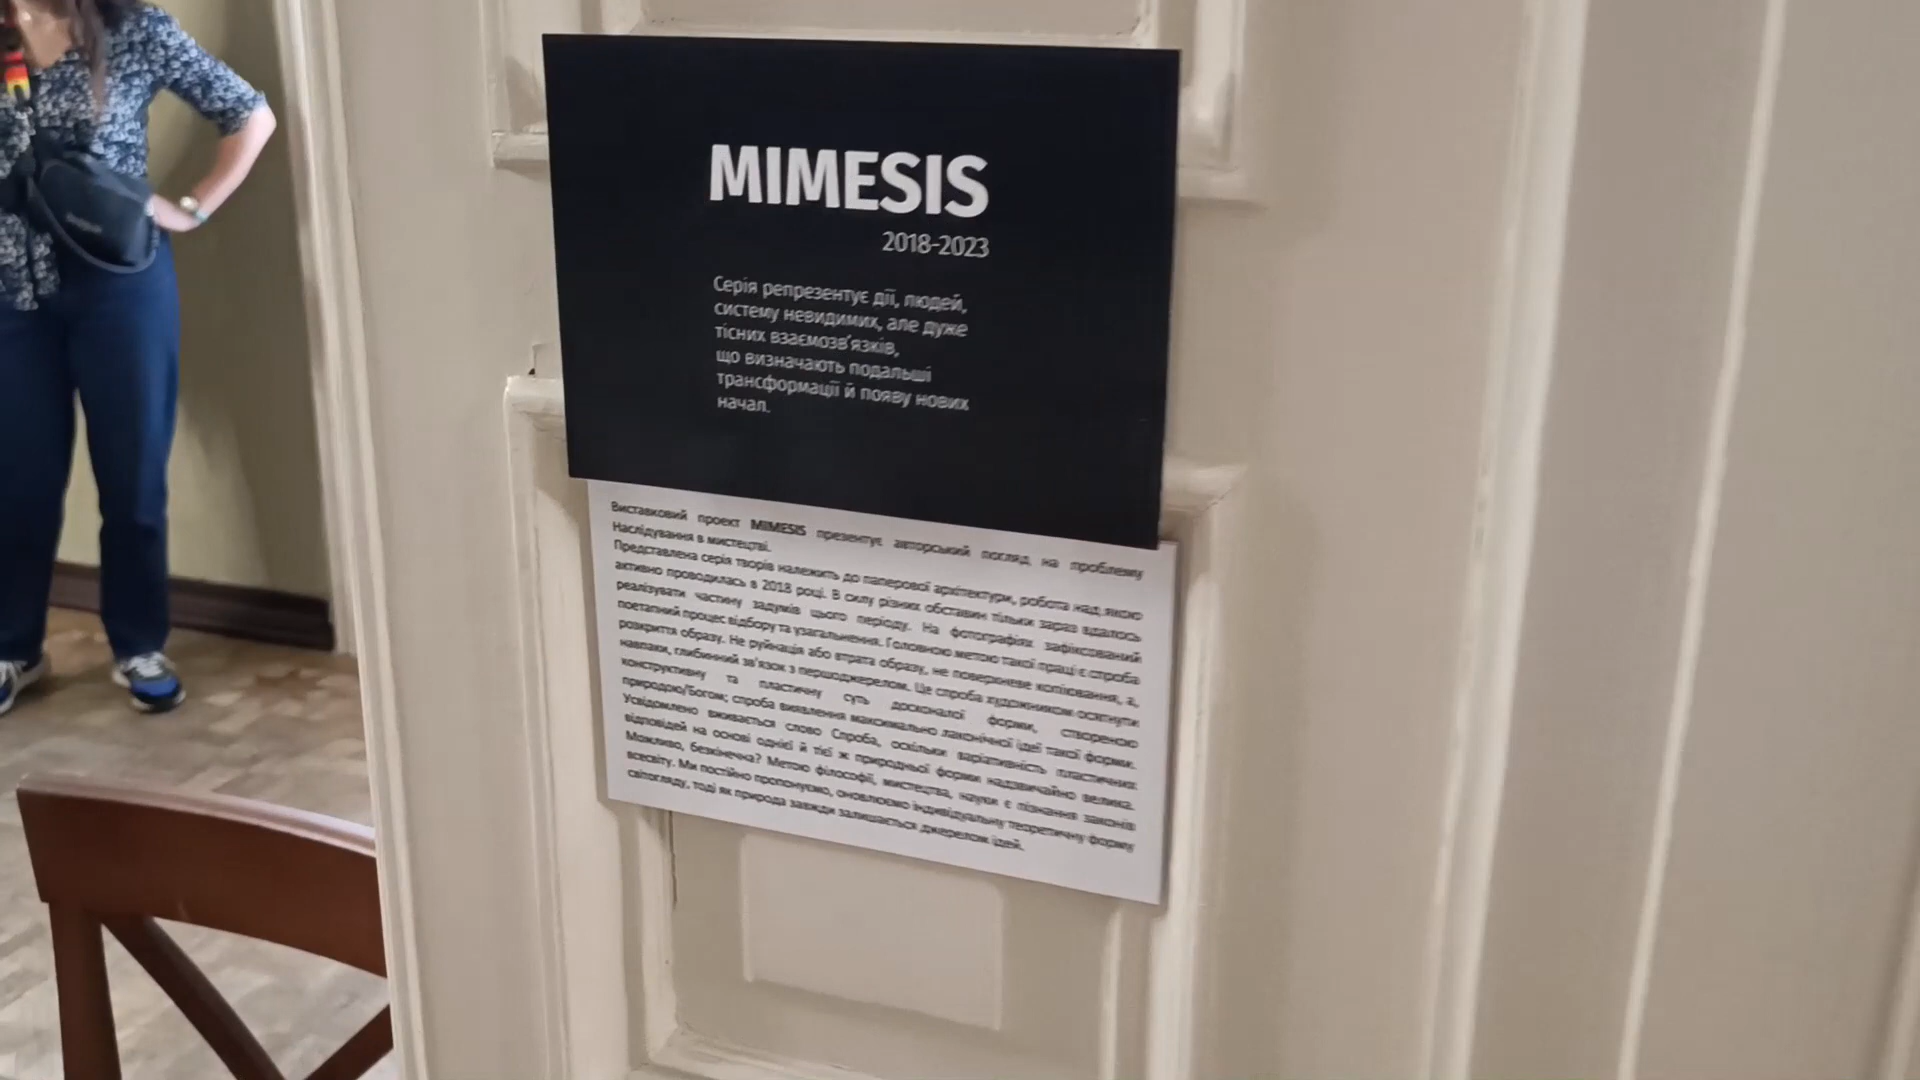 MIMESIS
2018-2023
Серія репрезентує дії, людей,
систему невидимих, але дуже
тісних взаємозв'язків,
що визначають подальші
трансформації й появу нових
начал.
Виставковий проект MIMESIS презентує авторський погляд на проблему
Наслідування в мистецтві.
Представлена серія творів належить до паперової архітектури, робота над якою
активно проводилась в 2018 році. В силу різних обставин тільки зараз вдалось
реалізувати частину задумів цього періоду. На фотографіях зафіксований
поетапний процес відбору та узагальнення. Головною метою такої праці є спроба
розкриття образу. Не руйнація або втрата образу, не поверхневе копіювання, а,
навпаки, глибинний зв'язок з першоджерелом. Це спроба художником осягнути
конструктивну та пластичну суть досконалої форми, створеною
природою/Богом; спроба виявлення максимально лаконічної ідеї такої форми.
Усвідомлено вживається слово Спроба, оскільки варіативність пластичних
відповідей на основі однієї й тієї ж природньої форми надзвичайно велика.
Можливо, безкінечна? Метою філософії, мистецтва, науки є пізнання законів
всесвіту. Ми постійно пропонуємо, оновлюємо індивідуальну теоретичну форму
світогляду, тоді як природа завжди залишається джерелом ідей.